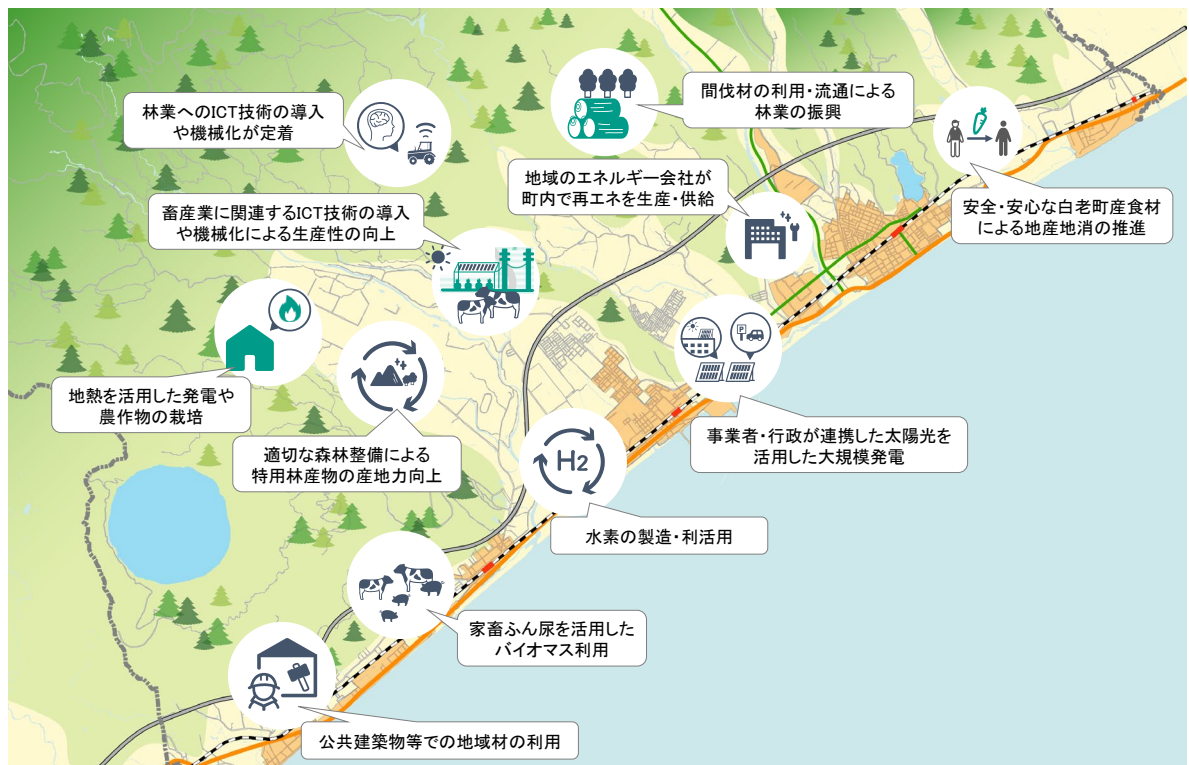 林業へのICT技術の導入
や機械化が定着
間伐材の利用・流通による
林業の振興
地域のエネルギー会社が
町内で再エネを生産・供給
安全・安心な白老町産食材
による地産地消の推進
畜産業に関連するICT技術の導入
や機械化による生産性の向上
地熱を活用した発電や
農作物の栽培
適切な森林整備による
特用林産物の産地力向上
P
事業者・行政が連携した太陽光を
活用した大規模発電
H2
水素の製造・利活用
家畜ふん尿を活用した
バイオマス利用
公共建築物等での地域材の利用